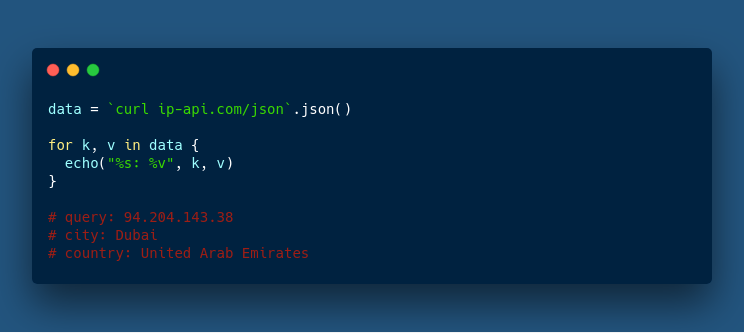 data = `curl ip-api.com/json`.json()
for k, v in data {
  echo("%s: %v", k, v)
}
# query: 94.204.143.38
# city: Dubai
# country: United Arab Emirates